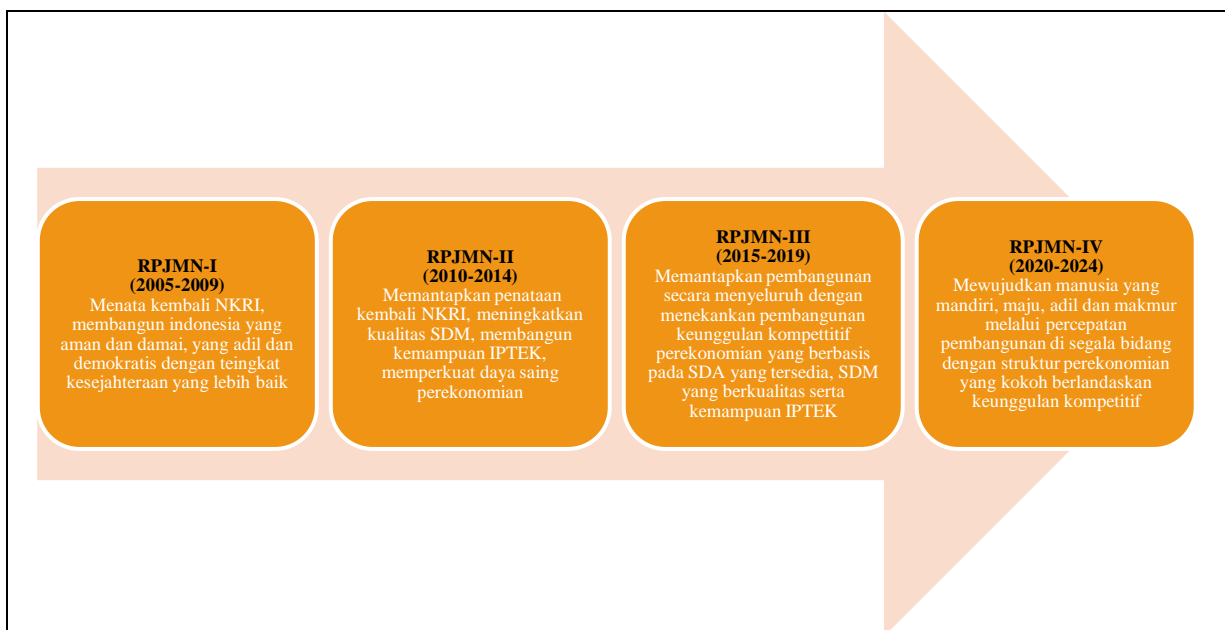 RPJMN-I
(2005-2009)
Menata kembali NKRI,
membangun indonesia yang
aman dan damai, yang adil dan
demokratis dengan teingkat
kesejahteraan yang lebih baik
RPJMN-II
(2010-2014)
Memantapkan penataan
kembali NKRI, meningkatkan
kualitas SDM, membangun
kemampuan IPTEK,
memperkuat daya saing
perekonomian
RPJMN-III
(2015-2019)
Memantapkan pembangunan
secara menyeluruh dengan
menekankan pembangunan
keunggulan kompettitif
perekonomian yang berbasis
pada SDA yang tersedia, SDM
yang berkualitas serta
kemampuan IPTEK
RPJMN-IV
(2020-2024)
Mewujudkan manusia yang
mandiri, maju, adil dan makmur
melalui percepatan
pembangunan di segala bidang
dengan struktur perekonomian
yang kokoh berlandaskan
keunggulan kompetitif